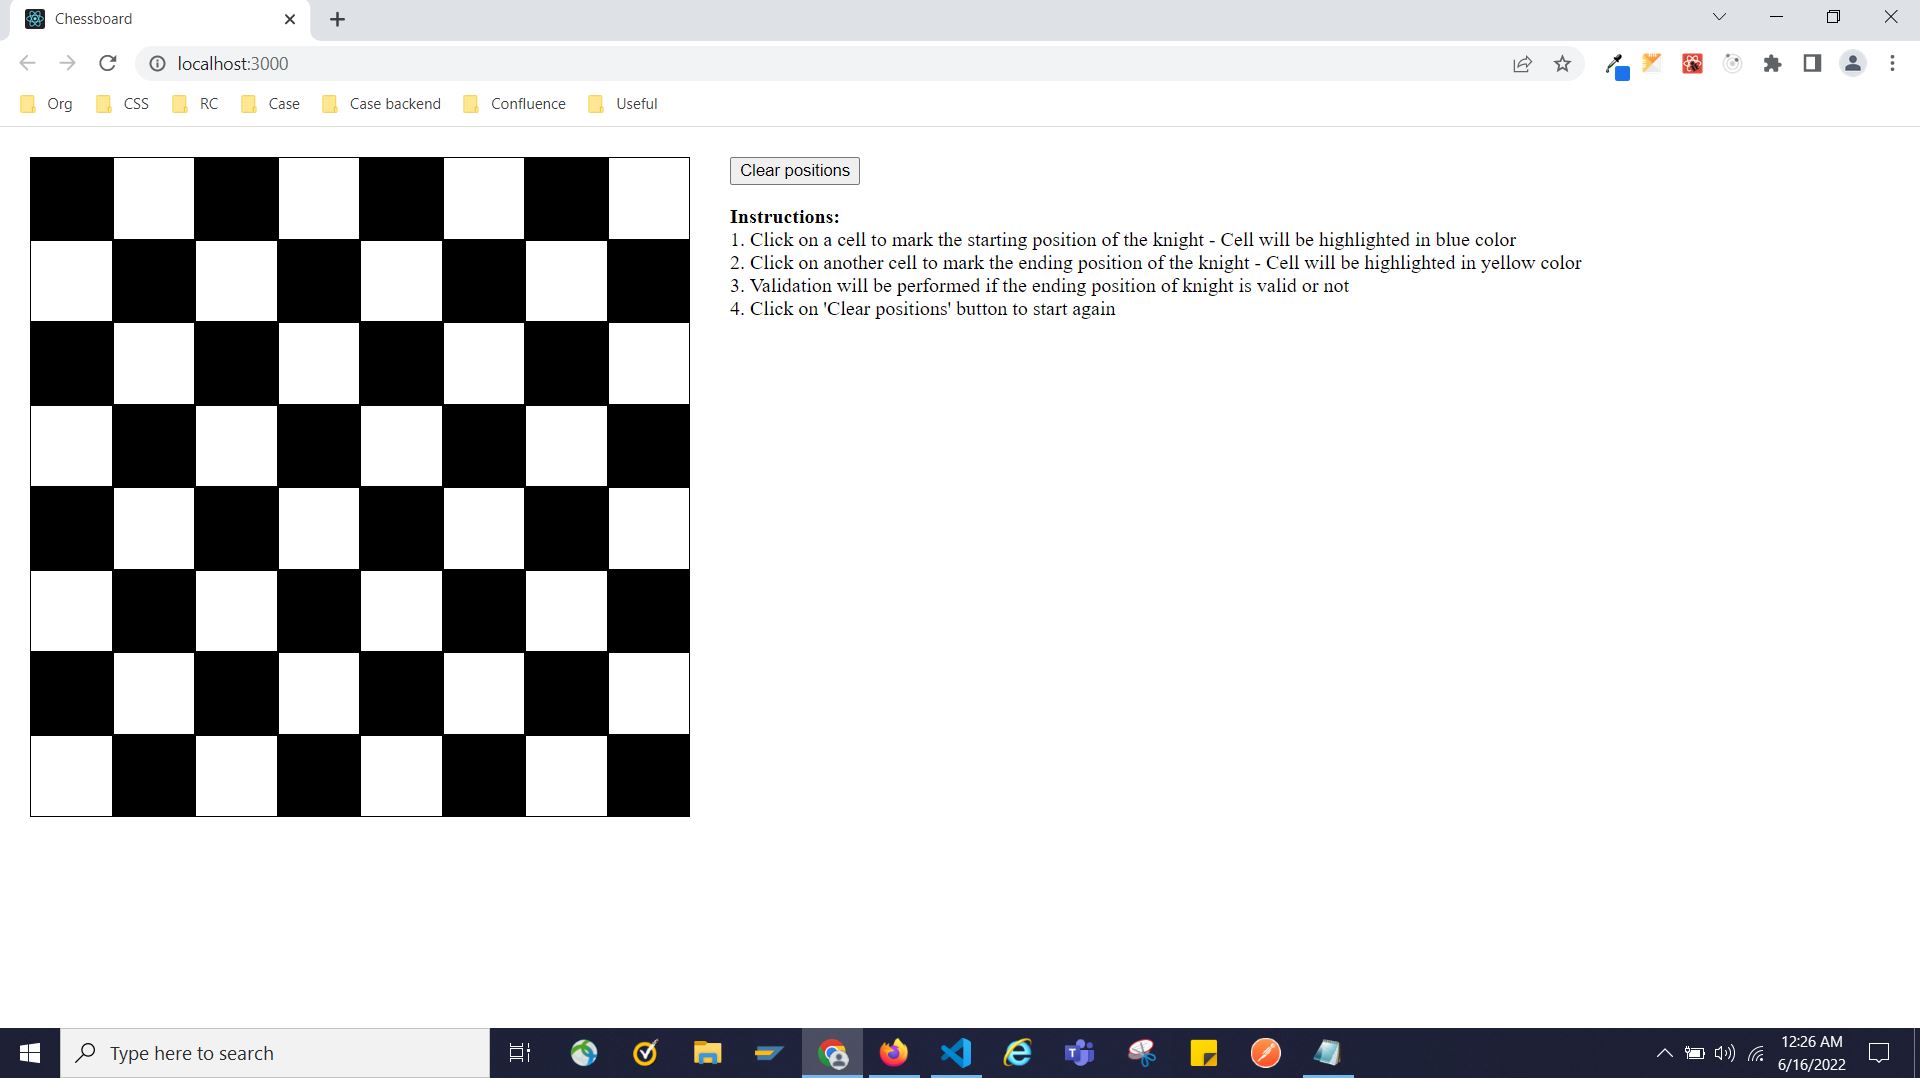 Chessboard
localhost:3000
Org CSS RC Case Case backend Confluence Useful
Clear positions
Instructions:
1. Click on a cell to mark the starting position of the knight - Cell will be highlighted in blue color
2. Click on another cell to mark the ending position of the knight - Cell will be highlighted in yellow color
3. Validation will be performed if the ending position of knight is valid or not
4. Click on 'Clear positions' button to start again
Type here to search
12:26 AM
6/16/2022